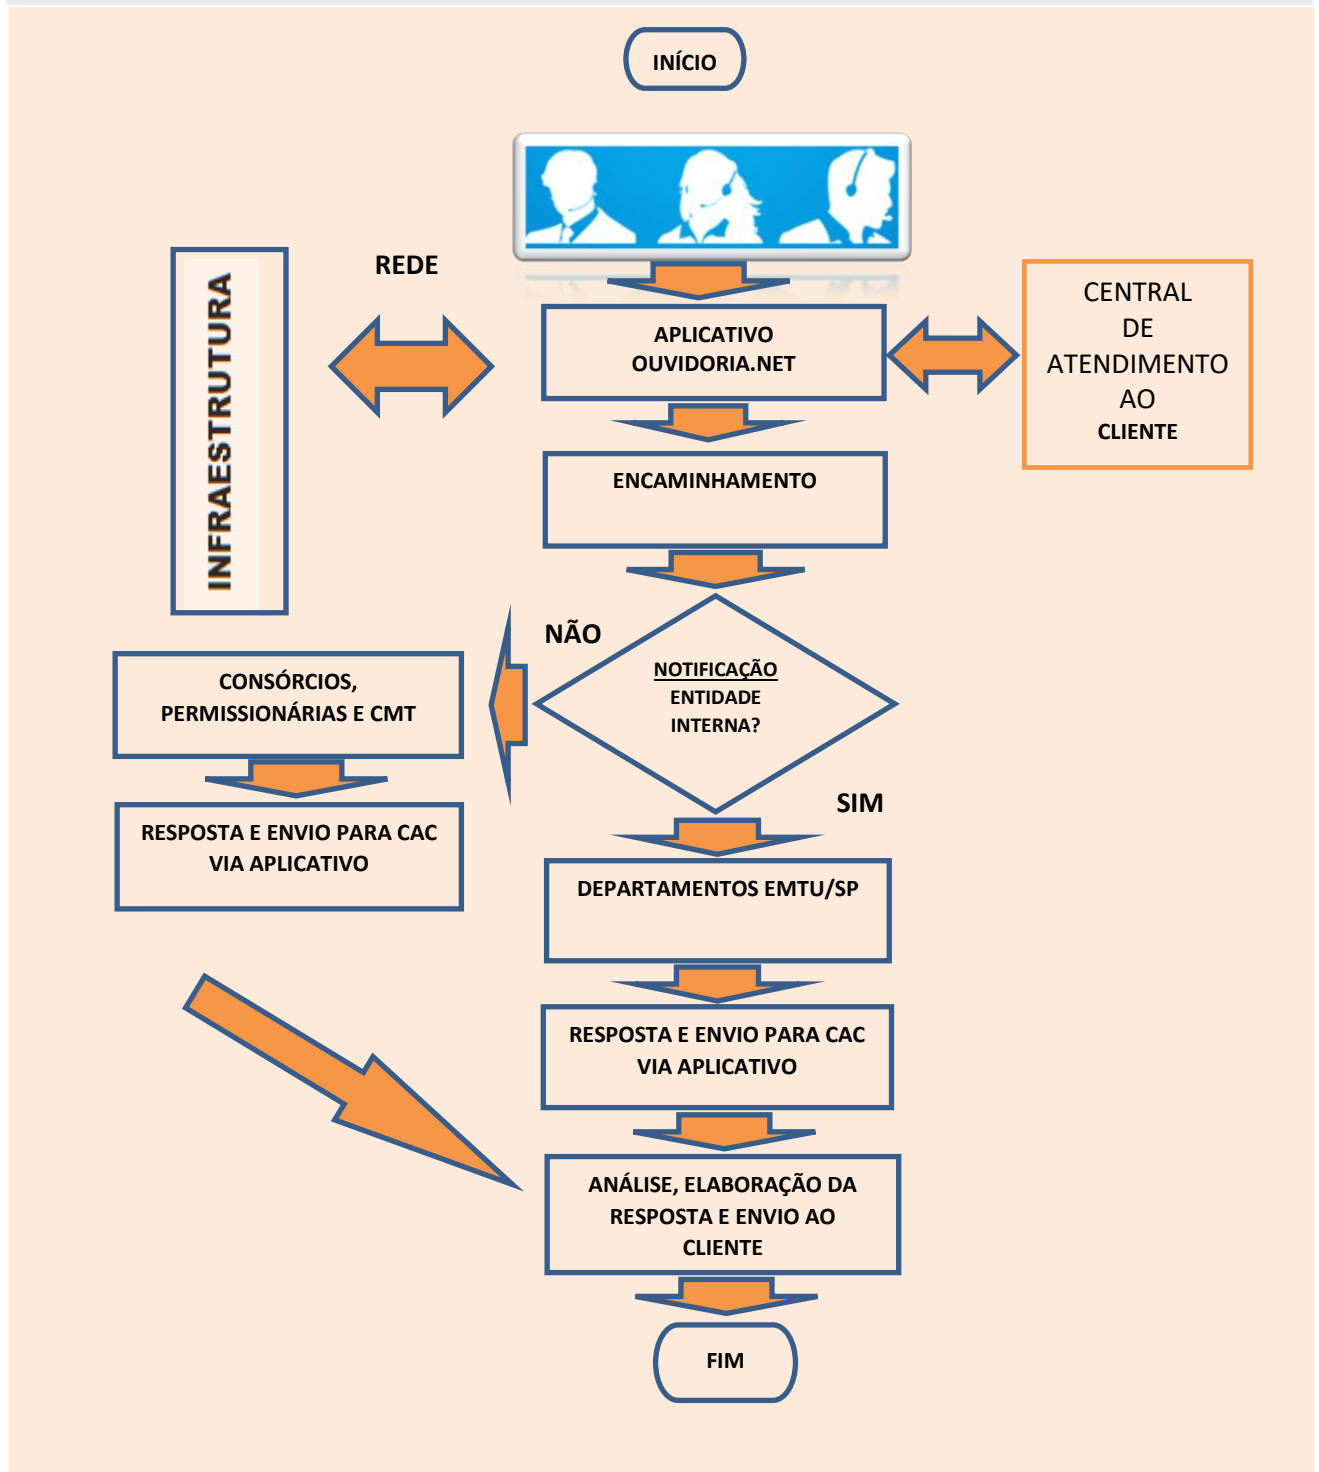 INÍCIO
REDE
INFRAESTRUTURA
APLICATIVO
OUVIDORIA.NET
CENTRAL
DE
ATENDIMENTO
AO
CLIENTE
ENCAMINHAMENTO
NÃO
NOTIFICAÇÃO
ENTIDADE
INTERNA?
CONSÓRCIOS,
PERMISSIONÁRIAS E CMT
SIM
RESPOSTA E ENVIO PARA CAC
VIA APLICATIVO
DEPARTAMENTOS EMTU/SP
RESPOSTA E ENVIO PARA CAC
VIA APLICATIVO
ANÁLISE, ELABORAÇÃO DA
RESPOSTA E ENVIO AO
CLIENTE
FIM